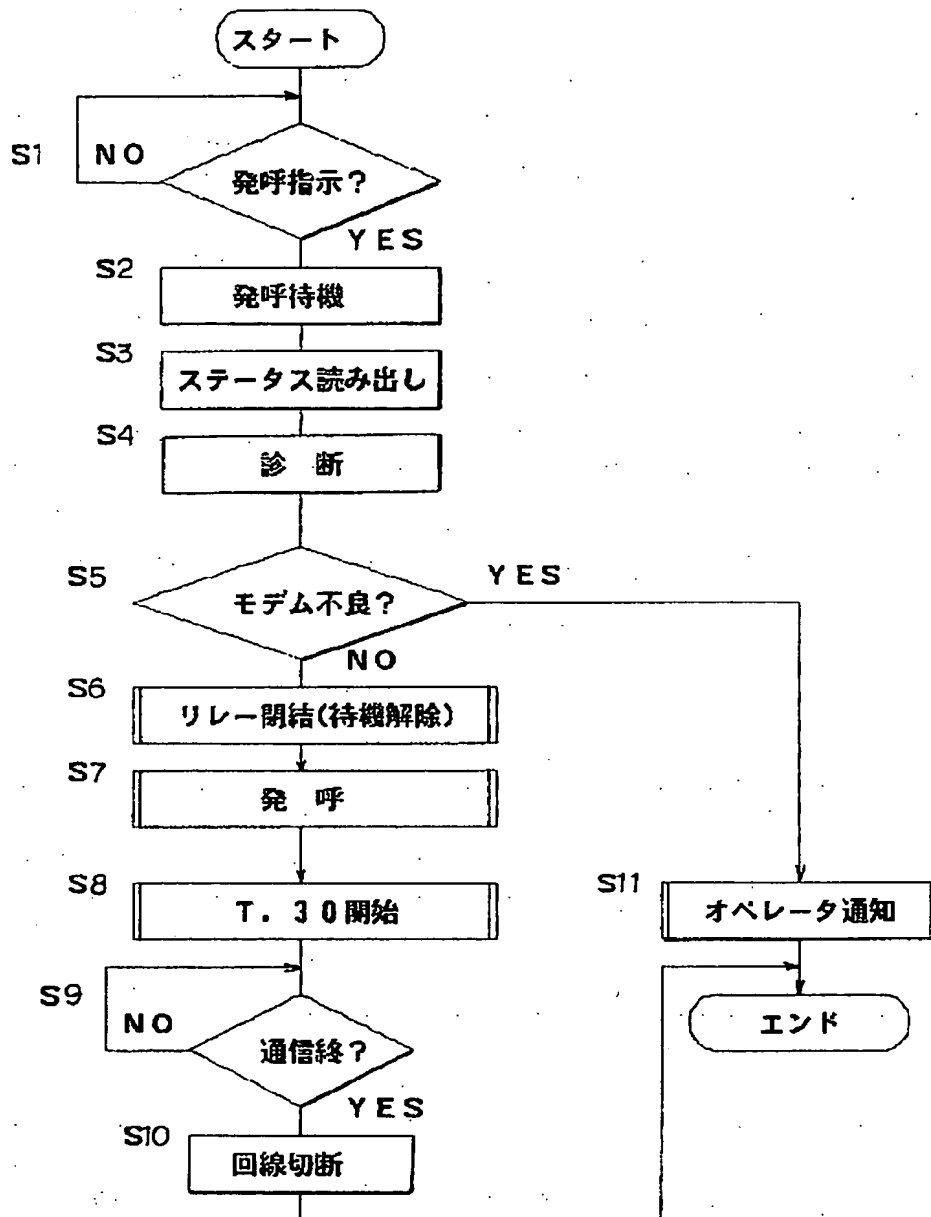 スタート
S1
NO
発呼指示?
YES
S2
発呼待機
S3
ステータス読み出し
S4
診 断
S5
モデム不良?
YES
NO
S6
リレー閉結(待機解除)
S7
発 呼
S8
T.30開始
S11
オペレータ通知
S9
NO
通信終?
YES
エンド
S10
回線切断